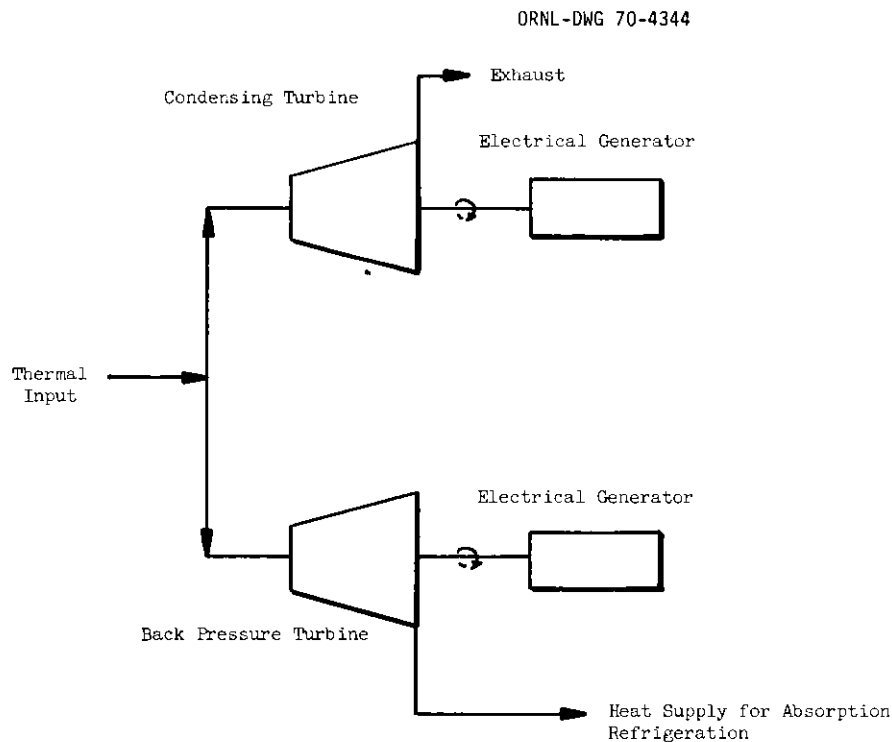 ORNL-DWG 70-4344
Exhaust
Condensing Turbine
Electrical Generator
Thermal
Input
Electrical Generator
Back Pressure Turbine
Heat Supply for Absorption
Refrigeration